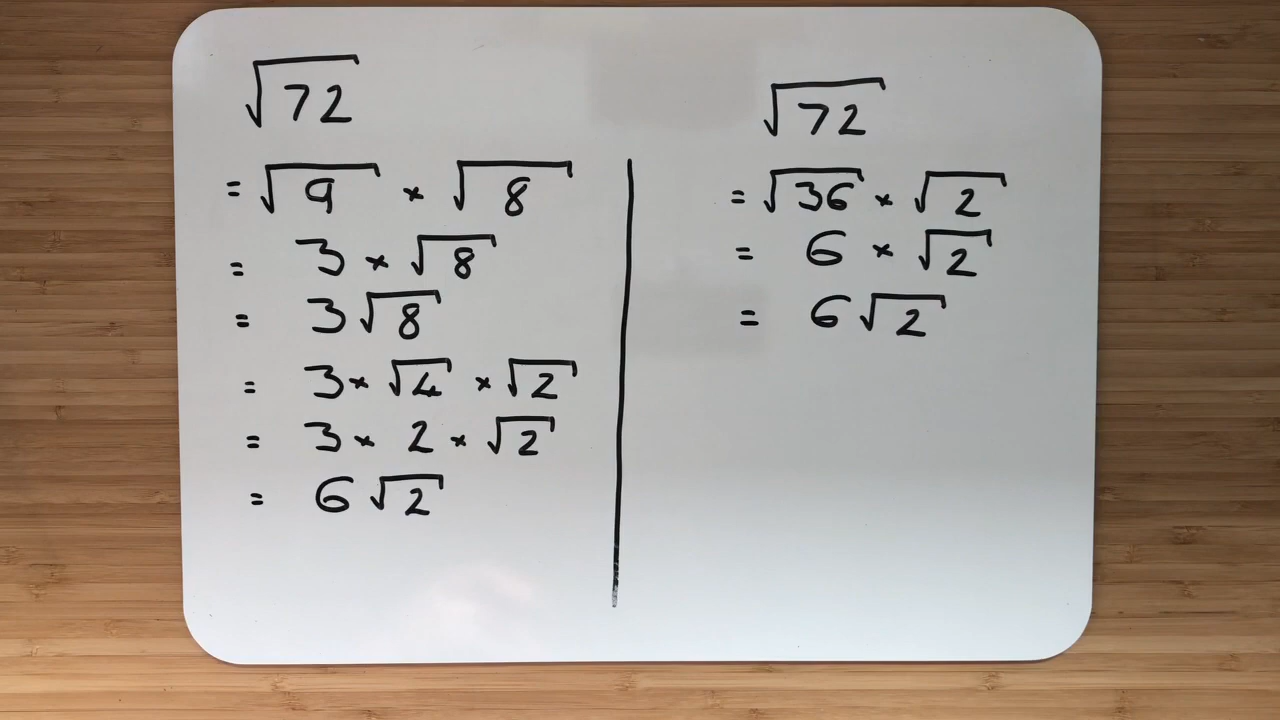 √72
= √9 × √8
= 3 × √8
= 3√8
= 3 × √4 × √2
= 3 × 2 × √2
= 6√2
√72
= √36 × √2
= 6 × √2
= 6√2